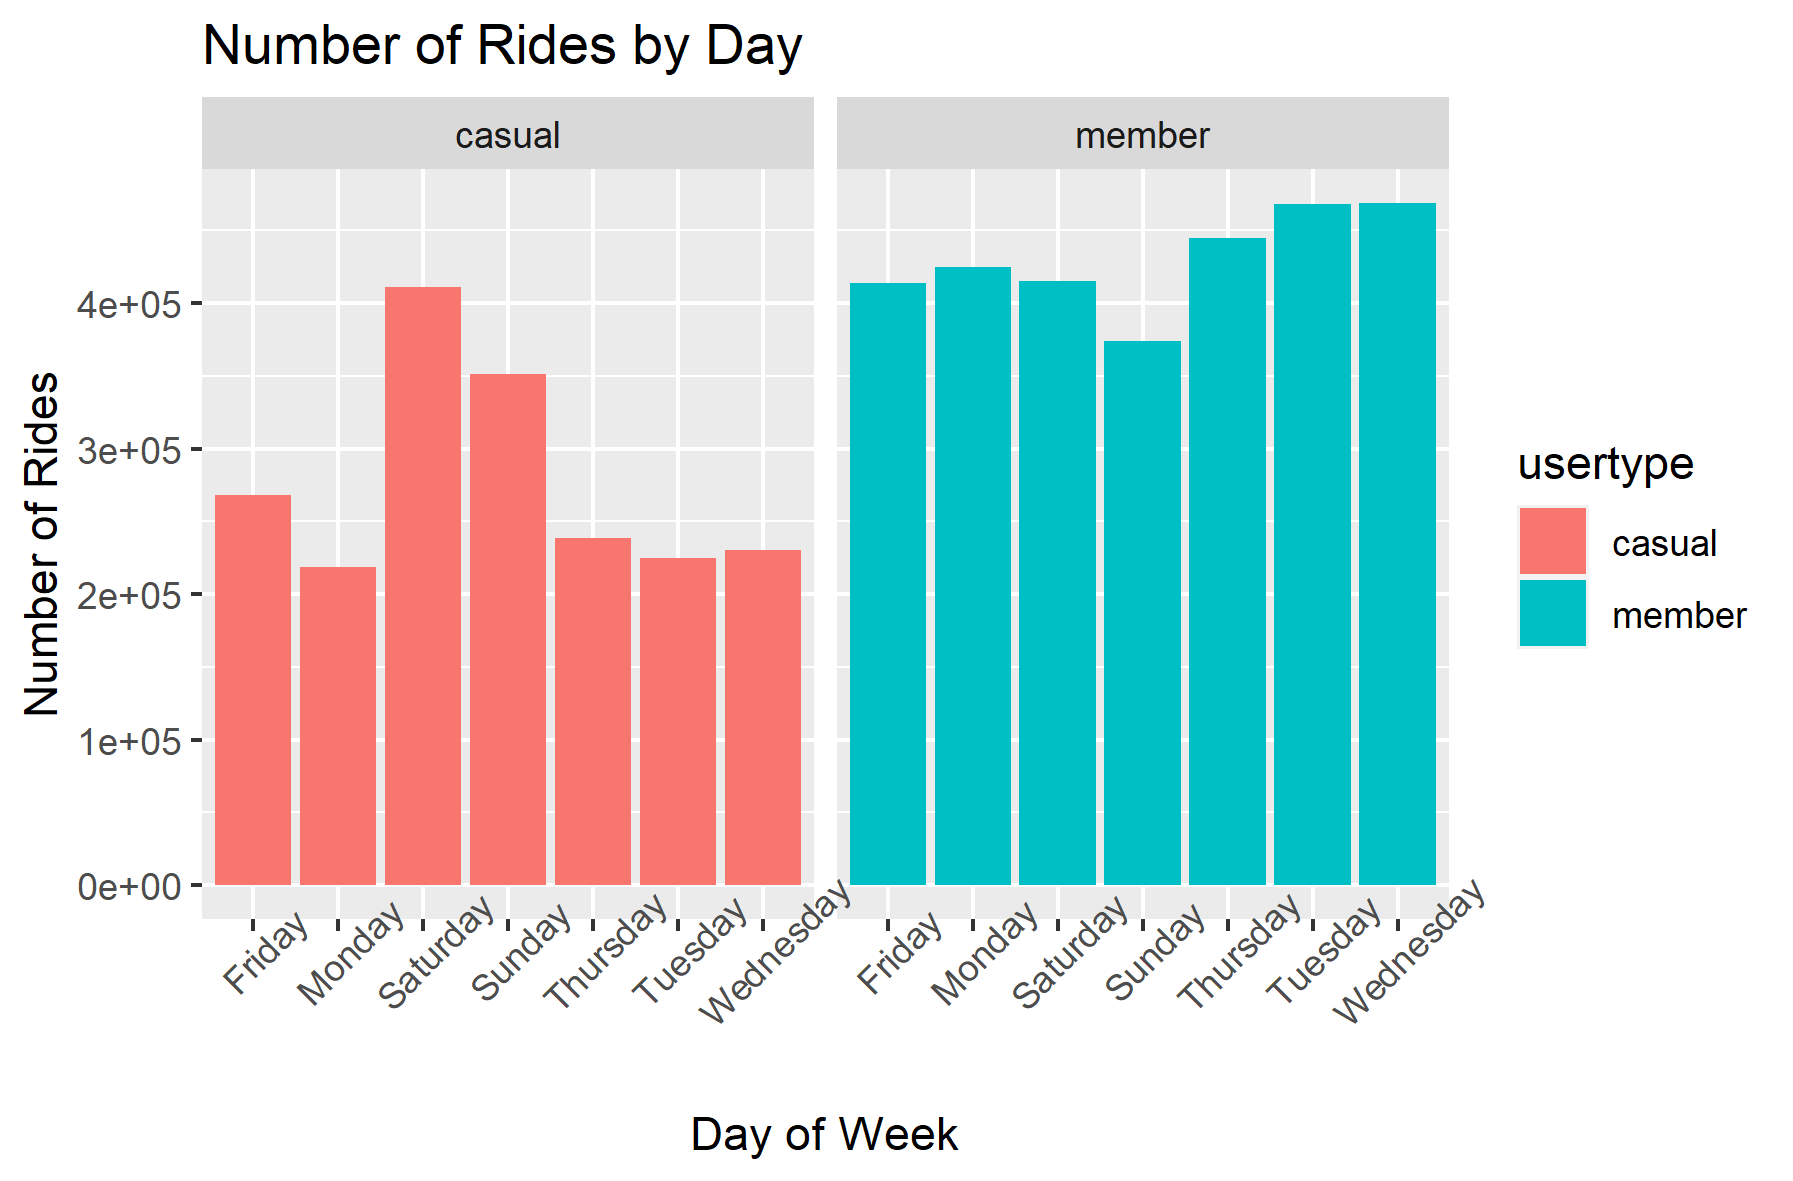 Number of Rides by Day
casual
member
Number of Rides
4e+05
3e+05
2e+05
1e+05
0e+00
Friday
Monday
Saturday
Sunday
Thursday
Tuesday
Wednesday
Friday
Monday
Saturday
Sunday
Thursday
Tuesday
Wednesday
Day of Week
usertype
casual
member